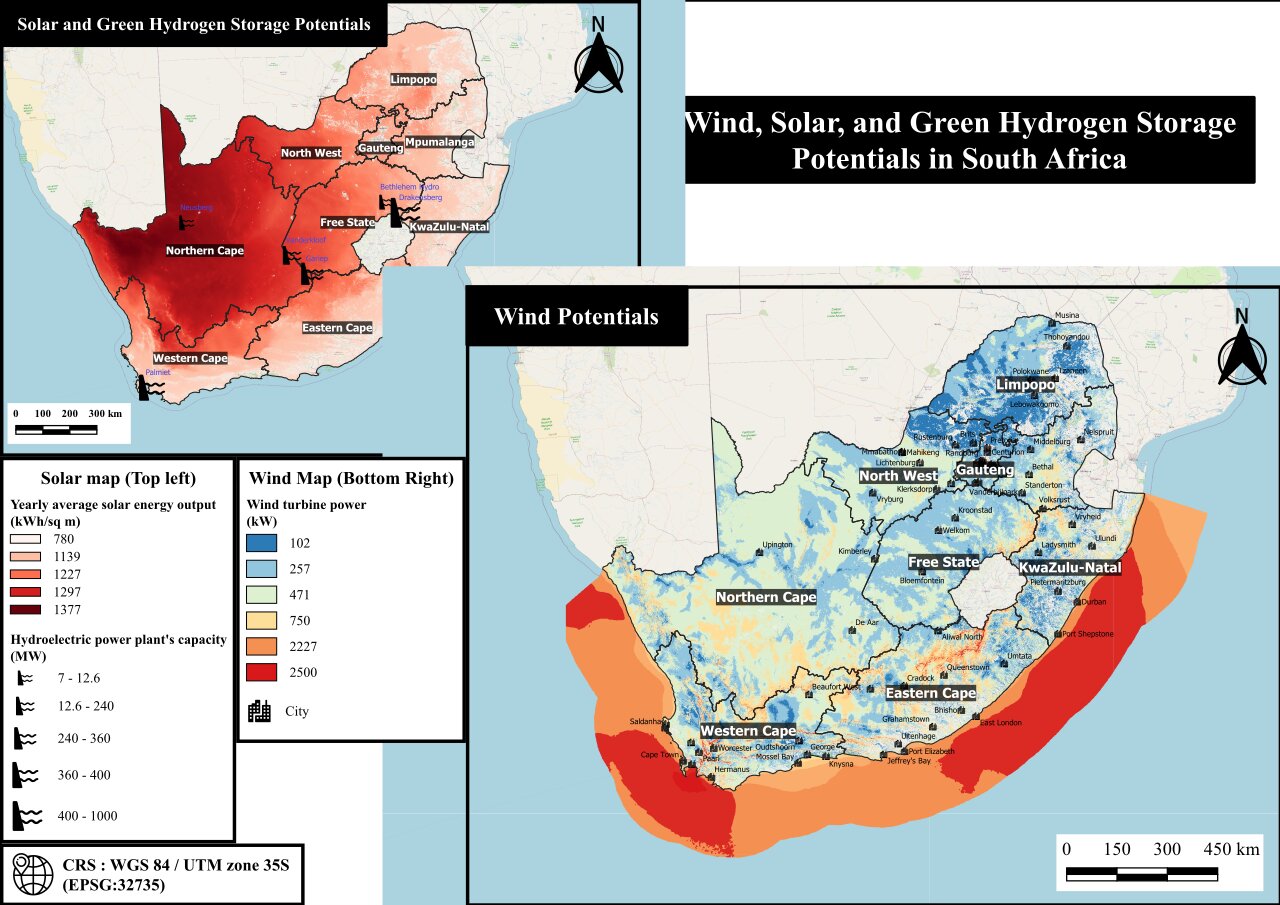 Solar and Green Hydrogen Storage Potentials
N
Limpopo
North West
Gauteng
Mpumalanga
Bethlehem Hydro
Drakensberg
Neusberg
Free State
KwaZulu-Natal
Vanderkloof
Gariep
Northern Cape
Eastern Cape
Western Cape
Palmiet
0 100 200 300 km
Wind, Solar, and Green Hydrogen Storage
Potentials in South Africa
Wind Potentials
N
Musina
Thohoyandou
Polokwane
Tzaneen
Limpopo
Lebowakgomo
Rustenburg
Brits
Pretoria
Middelburg
Nelspruit
Mmabatho
Mahikeng
Randburg
Centurion
Lichtenburg
North West
Gauteng
Bethal
Klerksdorp
Vanderbijlpark
Standerton
Vryburg
Volksrust
Kroonstad
Vryheid
Welkom
Upington
Kimberley
Ladysmith
Ulundi
Free State
KwaZulu-Natal
Bloemfontein
Pietermaritzburg
Northern Cape
Durban
De Aar
Aliwal North
Port Shepstone
Umtata
Queenstown
Cradock
Beaufort West
Eastern Cape
Bhisho
Saldanha
Grahamstown
East London
Western Cape
Uitenhage
Cape Town
Worcester
Oudtshoorn
George
Port Elizabeth
Paarl
Mossel Bay
Knysna
Jeffrey's Bay
Hermanus
0 150 300 450 km
Solar map (Top left)
Yearly average solar energy output
(kWh/sq m)
780
1139
1227
1297
1377
Hydroelectric power plant's capacity
(MW)
7 - 12.6
12.6 - 240
240 - 360
360 - 400
400 - 1000
Wind Map (Bottom Right)
Wind turbine power
(kW)
102
257
471
750
2227
2500
City
CRS : WGS 84 / UTM zone 35S
(EPSG:32735)